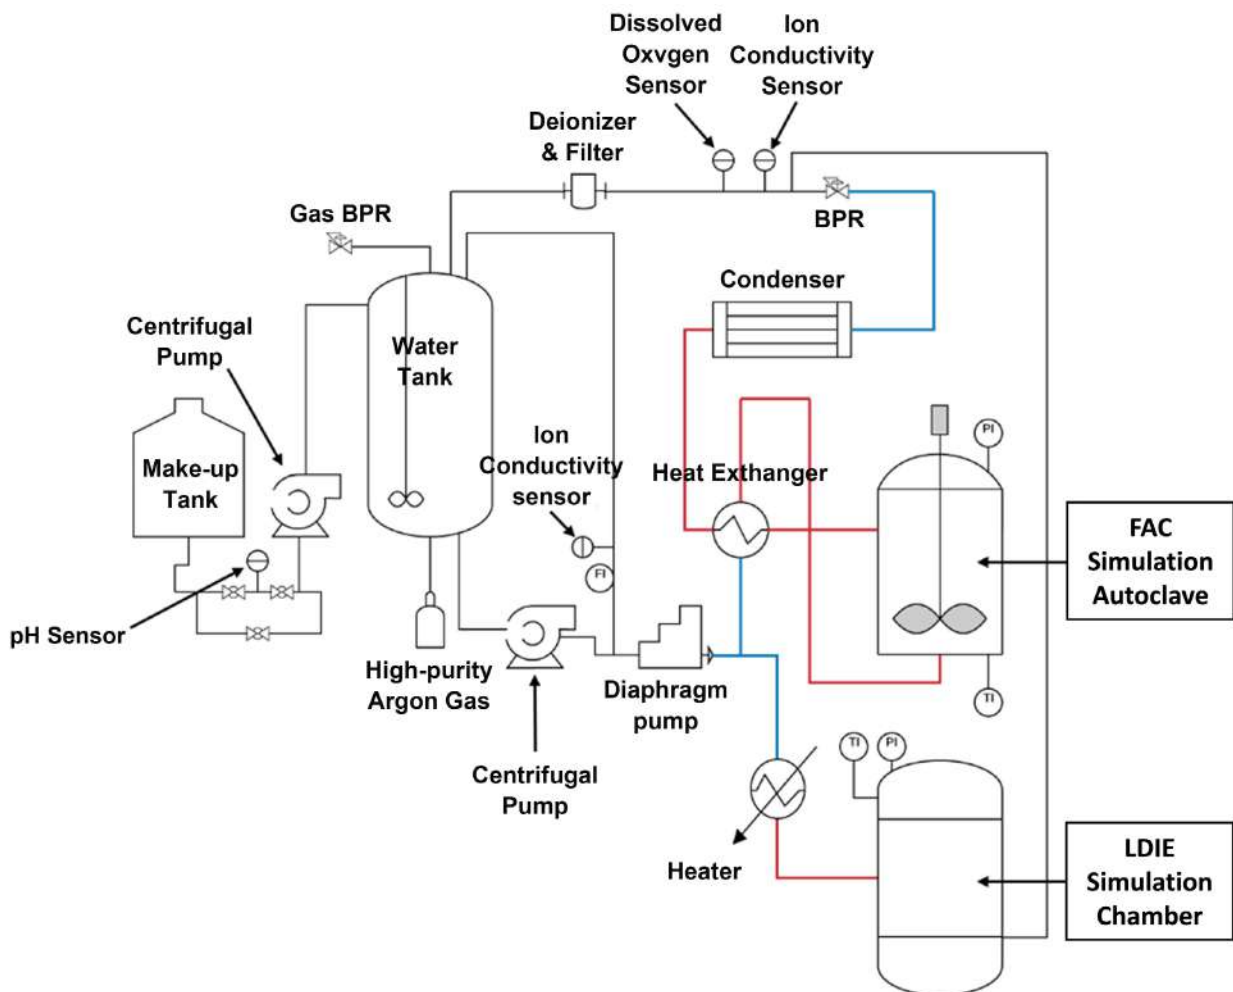 Dissolved
Oxvgen
Sensor
Ion
Conductivity
Sensor
Deionizer
& Filter
Gas BPR
BPR
Condenser
Centrifugal
Pump
Water
Tank
Ion
Conductivity
sensor
Heat Exthanger
PI
Make-up
Tank
FAC
Simulation
Autoclave
FI
pH Sensor
High-purity
Argon Gas
Diaphragm
pump
TI
Centrifugal
Pump
TI
PI
Heater
LDIE
Simulation
Chamber